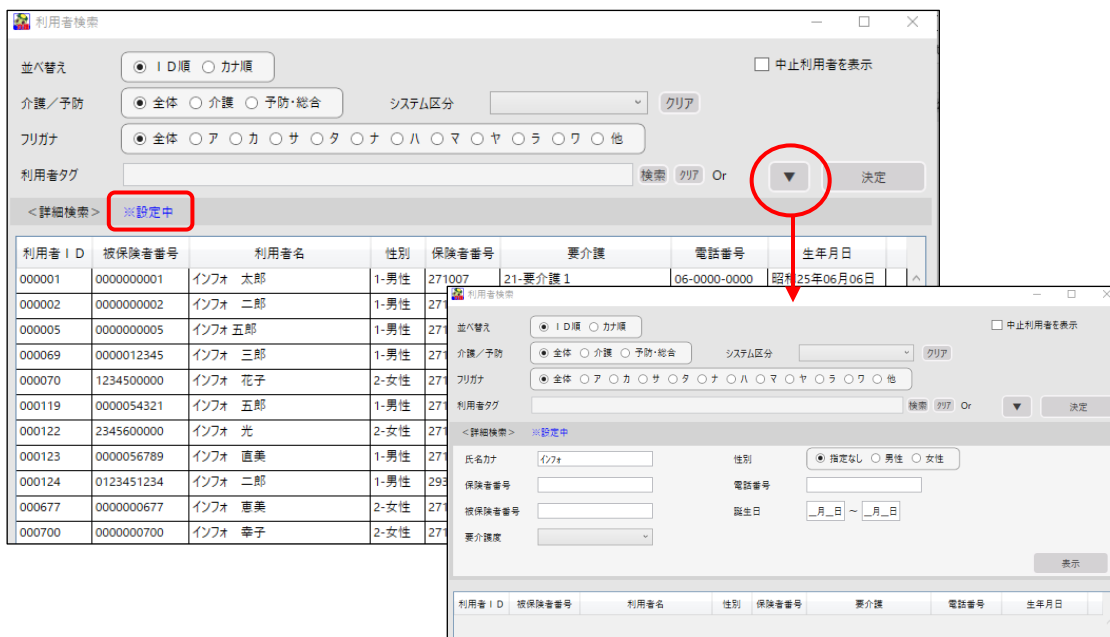 利用者検索
並べ替え ＩＤ順 カナ順 中止利用者を表示
介護／予防 全体 介護 予防・総合 システム区分 クリア
フリガナ 全体 ア カ サ タ ナ ハ マ ヤ ラ ワ 他
利用者タグ 検索 クリア Or ▼ 決定
＜詳細検索＞ ※設定中
利用者ＩＤ 被保険者番号 利用者名 性別 保険者番号 要介護 電話番号 生年月日
000001 0000000001 インフォ 太郎 1-男性 271007 21-要介護１ 06-0000-0000 昭和25年06月06日
000002 0000000002 インフォ 二郎 1-男性 271
000005 0000000005 インフォ 五郎 1-男性 271
000069 0000012345 インフォ 三郎 1-男性 271
000070 1234500000 インフォ 花子 2-女性 271
000119 0000054321 インフォ 五郎 1-男性 271
000122 2345600000 インフォ 光 2-女性 271
000123 0000056789 インフォ 直美 1-男性 271
000124 0123451234 インフォ 二郎 1-男性 293
000677 0000000677 インフォ 恵美 2-女性 271
000700 0000000700 インフォ 幸子 2-女性 271
利用者検索
並べ替え ＩＤ順 カナ順 中止利用者を表示
介護／予防 全体 介護 予防・総合 システム区分 クリア
フリガナ 全体 ア カ サ タ ナ ハ マ ヤ ラ ワ 他
利用者タグ 検索 クリア Or ▼ 決定
＜詳細検索＞ ※設定中
氏名カナ インフォ 性別 指定なし 男性 女性
保険者番号 電話番号
被保険者番号 誕生日 __月__日 ～ __月__日
要介護度
表示
利用者ＩＤ 被保険者番号 利用者名 性別 保険者番号 要介護 電話番号 生年月日